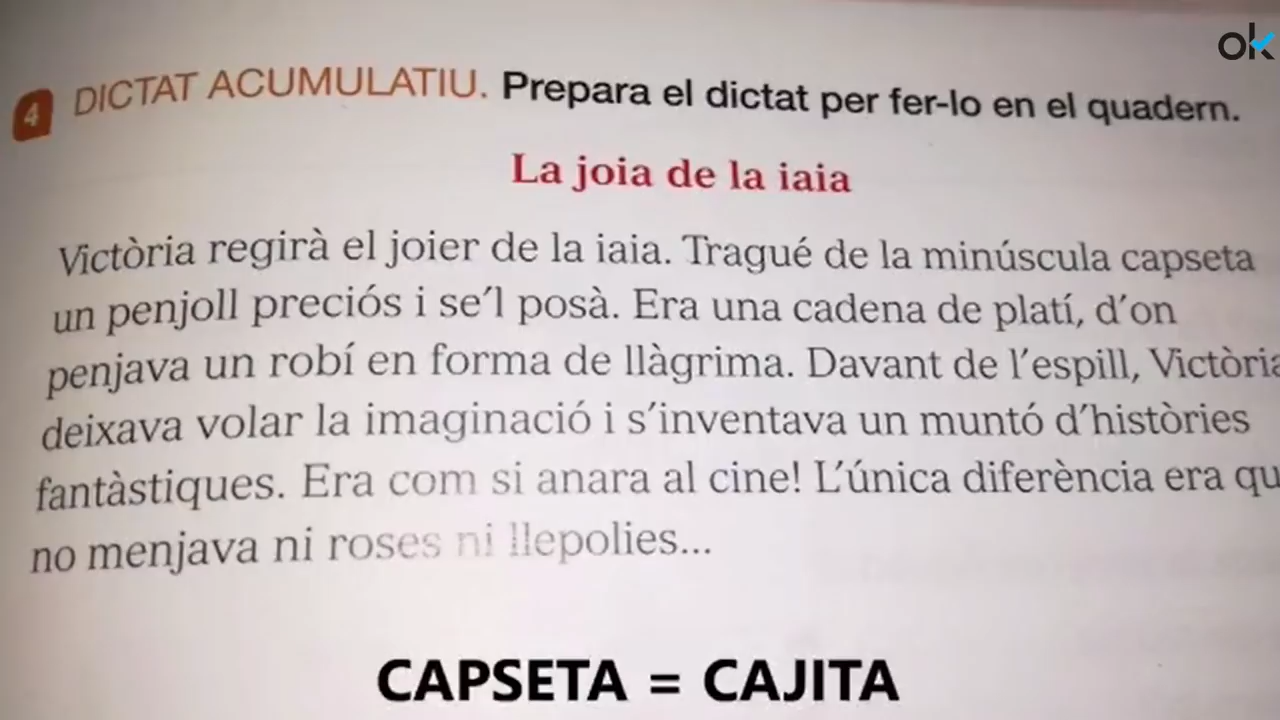 ok
4 DICTAT ACUMULATIU. Prepara el dictat per fer-lo en el quadern.
La joia de la iaia
Victòria regirà el joier de la iaia. Tragué de la minúscula capseta
un penjoll preciós i se'l posà. Era una cadena de platí, d'on
penjava un robí en forma de llàgrima. Davant de l'espill, Victòria
deixava volar la imaginació i s'inventava un muntó d'històries
fantàstiques. Era com si anara al cine! L'única diferència era qu
no menjava ni roses ni llepolies...
CAPSETA = CAJITA